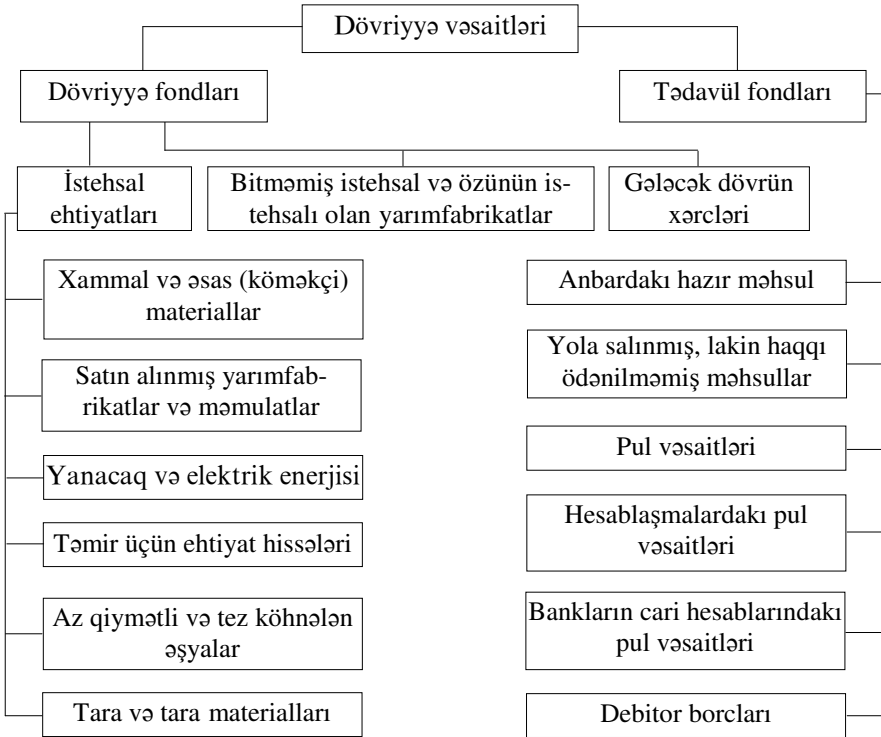 Dövriyyə vəsaitləri
Dövriyyə fondları
Tədavül fondları
İstehsal
ehtiyatları
Bitməmiş istehsal və özünün is-
tehsalı olan yarımfabrikatlar
Gələcək dövrün
xərcləri
Xammal və əsas (köməkçi)
materiallar
Satın alınmış yarımfab-
rikatlar və məmulatlar
Yanacaq və elektrik enerjisi
Təmir üçün ehtiyat hissələri
Az qiymətli və tez köhnələn
əşyalar
Tara və tara materialları
Anbardakı hazır məhsul
Yola salınmış, lakin haqqı
ödənilməmiş məhsullar
Pul vəsaitləri
Hesablaşmalardakı pul
vəsaitləri
Bankların cari hesablarındakı
pul vəsaitləri
Debitor borcları